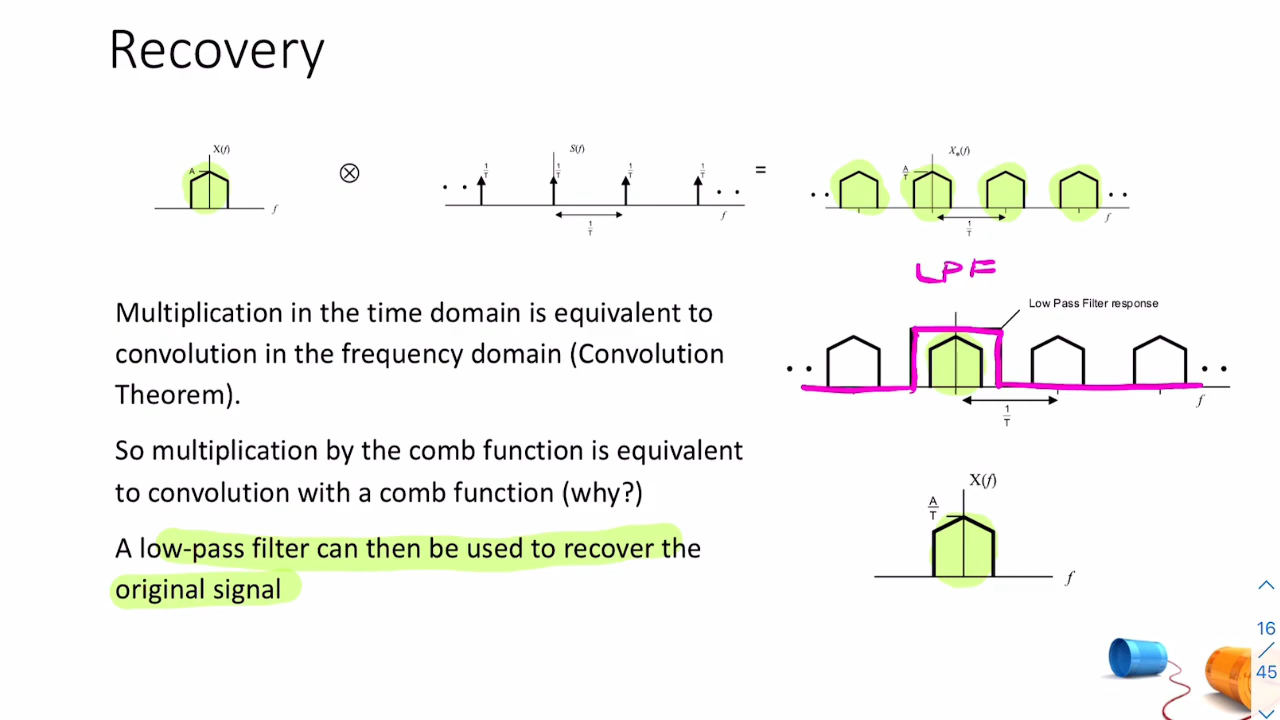 Recovery
X(f)
A
f
⊗
S(f)
1/T 1/T 1/T 1/T
1/T
f
=
Xₛ(f)
A/T
1/T
f
LPF
Low Pass Filter response
1/T
f
Multiplication in the time domain is equivalent to
convolution in the frequency domain (Convolution
Theorem).
So multiplication by the comb function is equivalent
to convolution with a comb function (why?)
A low-pass filter can then be used to recover the
original signal
X(f)
A/T
f
16
/
45